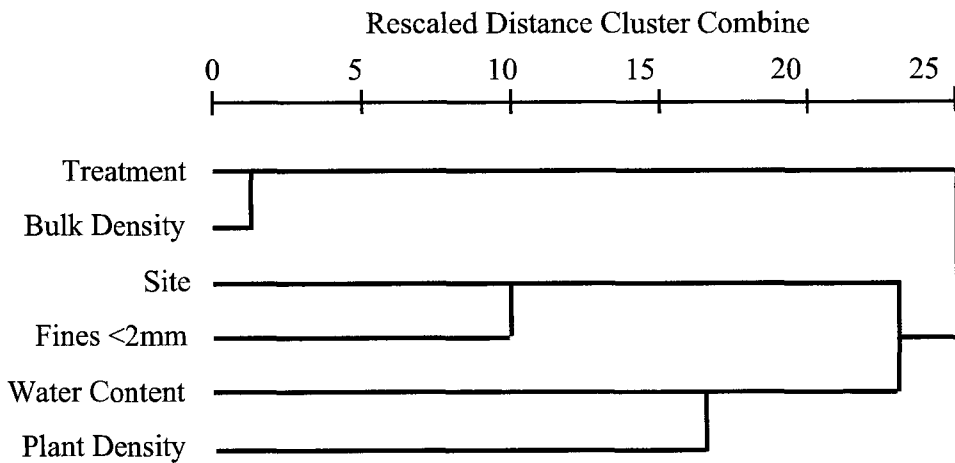 Rescaled Distance Cluster Combine
0 5 10 15 20 25
Treatment
Bulk Density
Site
Fines <2mm
Water Content
Plant Density